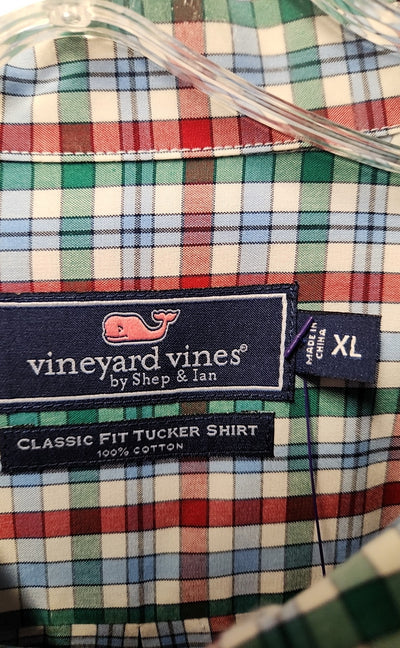 vineyard vines®
by Shep & Ian
MADE IN
CHINA
XL
CLASSIC FIT TUCKER SHIRT
100% COTTON